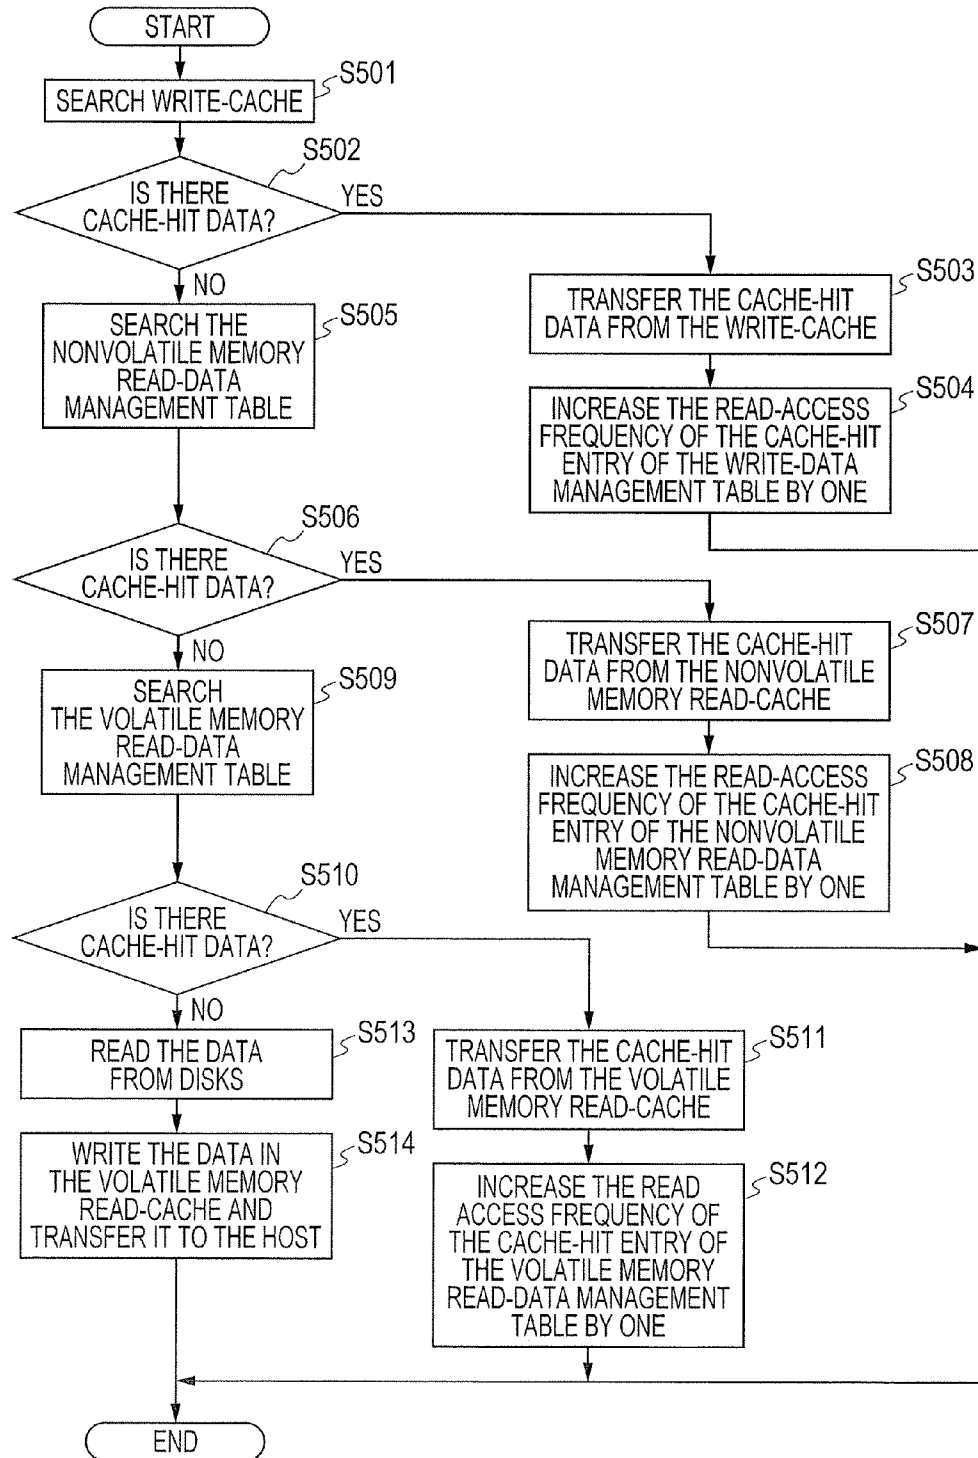 START
S501
SEARCH WRITE-CACHE
S502
IS THERE
CACHE-HIT DATA?
YES
NO
S503
TRANSFER THE CACHE-HIT
DATA FROM THE WRITE-CACHE
S504
INCREASE THE READ-ACCESS
FREQUENCY OF THE CACHE-HIT
ENTRY OF THE WRITE-DATA
MANAGEMENT TABLE BY ONE
S505
SEARCH THE
NONVOLATILE MEMORY
READ-DATA
MANAGEMENT TABLE
S506
IS THERE
CACHE-HIT DATA?
YES
NO
S507
TRANSFER THE CACHE-HIT
DATA FROM THE NONVOLATILE
MEMORY READ-CACHE
S508
INCREASE THE READ-ACCESS
FREQUENCY OF THE CACHE-HIT
ENTRY OF THE NONVOLATILE
MEMORY READ-DATA
MANAGEMENT TABLE BY ONE
S509
SEARCH
THE VOLATILE MEMORY
READ-DATA
MANAGEMENT TABLE
S510
IS THERE
CACHE-HIT DATA?
YES
NO
S511
TRANSFER THE CACHE-HIT
DATA FROM THE VOLATILE
MEMORY READ-CACHE
S512
INCREASE THE READ
ACCESS FREQUENCY OF
THE CACHE-HIT ENTRY OF
THE VOLATILE MEMORY
READ-DATA MANAGEMENT
TABLE BY ONE
S513
READ THE DATA
FROM DISKS
S514
WRITE THE DATA IN
THE VOLATILE MEMORY
READ-CACHE AND
TRANSFER IT TO THE HOST
END